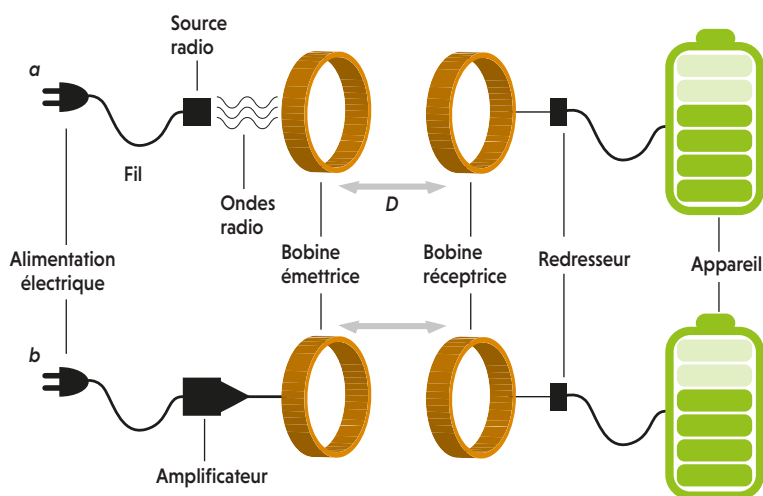 Source
radio
a
Fil
Ondes
radio
D
Alimentation
électrique
Bobine
émettrice
Bobine
réceptrice
Redresseur
Appareil
b
Amplificateur